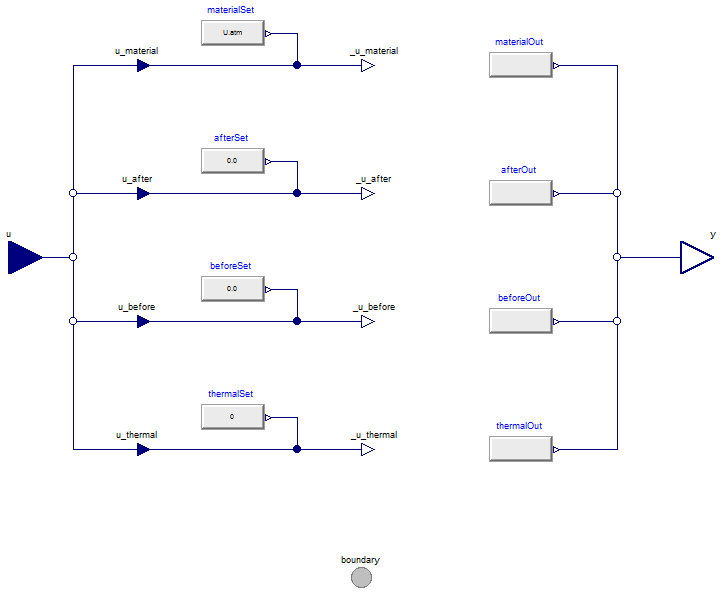 materialSet
U.atm
u_material
_u_material
materialOut
afterSet
0.0
u_after
_u_after
afterOut
u
y
beforeSet
0.0
u_before
_u_before
beforeOut
thermalSet
0
u_thermal
_u_thermal
thermalOut
boundary